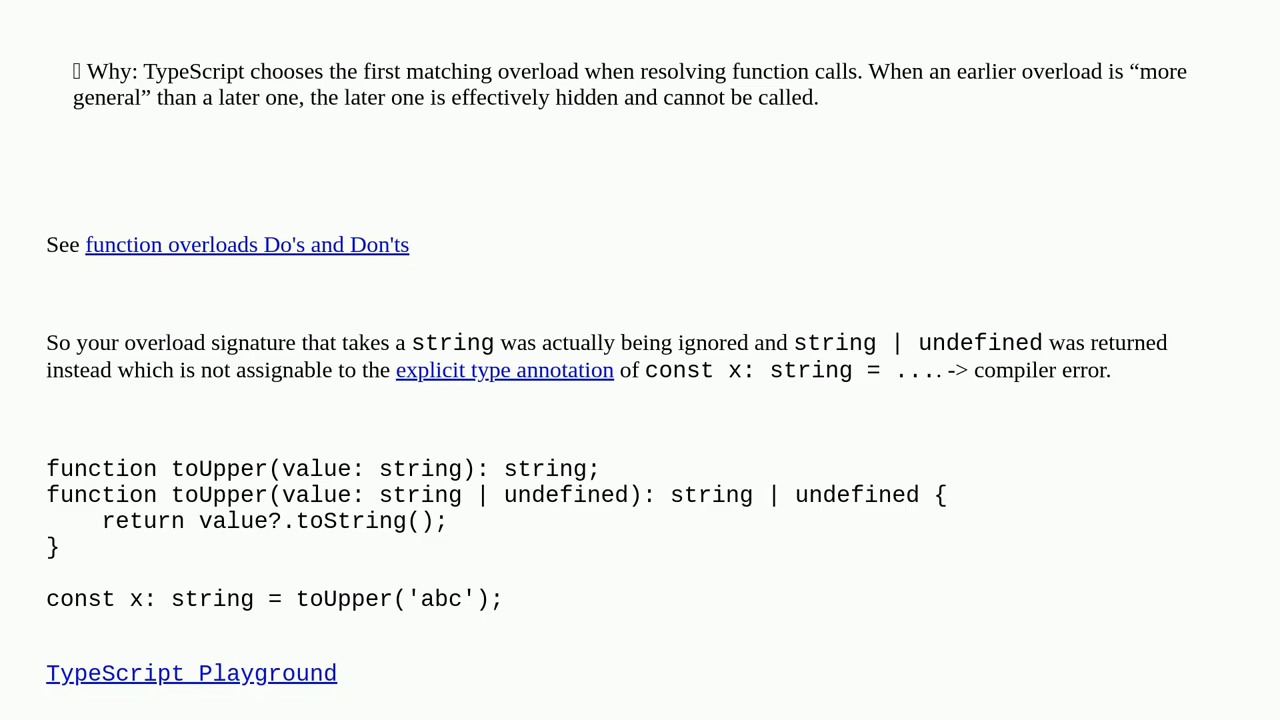 Why: TypeScript chooses the first matching overload when resolving function calls. When an earlier overload is “more
general” than a later one, the later one is effectively hidden and cannot be called.
See function overloads Do's and Don'ts
So your overload signature that takes a string was actually being ignored and string | undefined was returned
instead which is not assignable to the explicit type annotation of const x: string = .... -> compiler error.
function toUpper(value: string): string;
function toUpper(value: string | undefined): string | undefined {
    return value?.toString();
}
const x: string = toUpper('abc');
TypeScript Playground